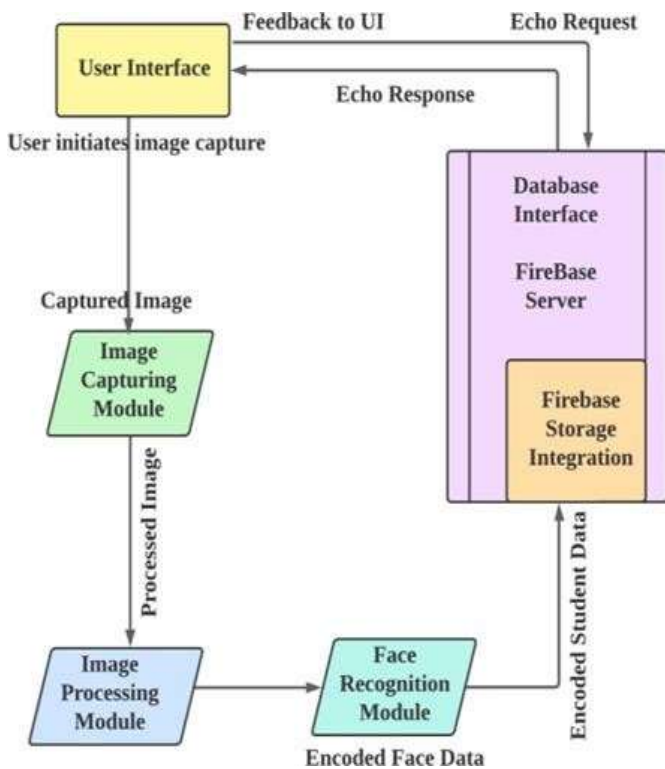 Feedback to UI
Echo Request
User Interface
Echo Response
User initiates image capture
Database
Interface
FireBase
Server
Captured Image
Image
Capturing
Module
Firebase
Storage
Integration
Processed Image
Encoded Student Data
Image
Processing
Module
Face
Recognition
Module
Encoded Face Data